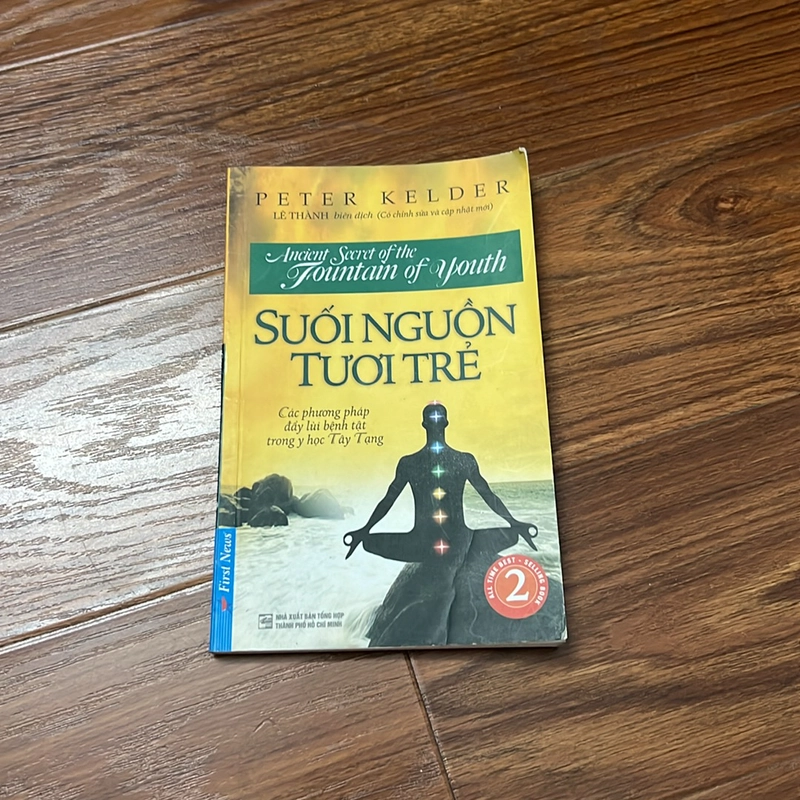 PETER KELDER
LÊ THÀNH biên dịch (Có chỉnh sửa và cập nhật mới)
Ancient Secret of the
Fountain of Youth
SUỐI NGUỒN
TƯƠI TRẺ
Các phương pháp
đẩy lùi bệnh tật
trong y học Tây Tạng
First News
NHÀ XUẤT BẢN TỔNG HỢP
THÀNH PHỐ HỒ CHÍ MINH
ALL TIME BEST - SELLING BOOK
2